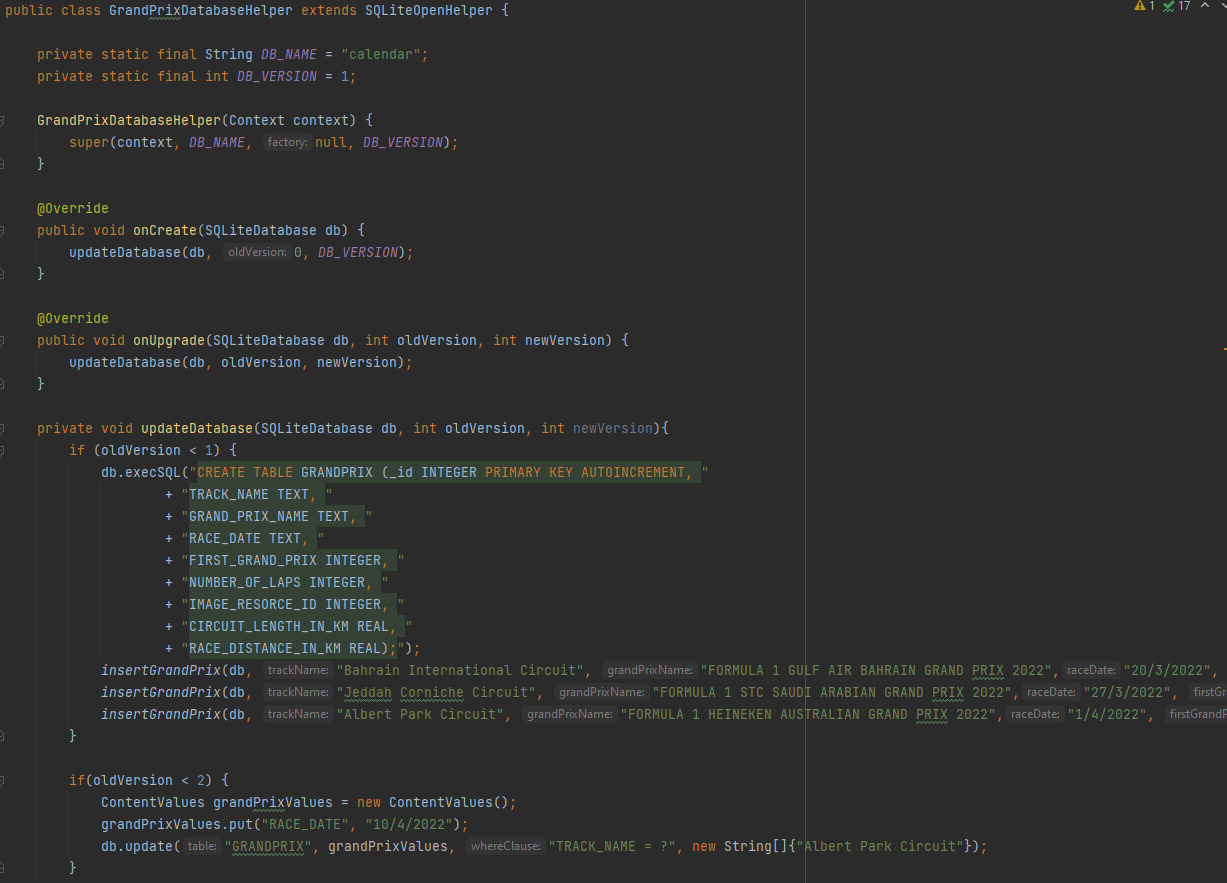 public class GrandPrixDatabaseHelper extends SQLiteOpenHelper {
1 17
private static final String DB_NAME = "calendar";
private static final int DB_VERSION = 1;
GrandPrixDatabaseHelper(Context context) {
super(context, DB_NAME, factory: null, DB_VERSION);
}
@Override
public void onCreate(SQLiteDatabase db) {
updateDatabase(db, oldVersion: 0, DB_VERSION);
}
@Override
public void onUpgrade(SQLiteDatabase db, int oldVersion, int newVersion) {
updateDatabase(db, oldVersion, newVersion);
}
private void updateDatabase(SQLiteDatabase db, int oldVersion, int newVersion){
if (oldVersion < 1) {
db.execSQL("CREATE TABLE GRANDPRIX (_id INTEGER PRIMARY KEY AUTOINCREMENT, "
+ "TRACK_NAME TEXT, "
+ "GRAND_PRIX_NAME TEXT, "
+ "RACE_DATE TEXT, "
+ "FIRST_GRAND_PRIX INTEGER, "
+ "NUMBER_OF_LAPS INTEGER, "
+ "IMAGE_RESORCE_ID INTEGER, "
+ "CIRCUIT_LENGTH_IN_KM REAL, "
+ "RACE_DISTANCE_IN_KM REAL);");
insertGrandPrix(db, trackName: "Bahrain International Circuit", grandPrixName: "FORMULA 1 GULF AIR BAHRAIN GRAND PRIX 2022", raceDate: "20/3/2022",
insertGrandPrix(db, trackName: "Jeddah Corniche Circuit", grandPrixName: "FORMULA 1 STC SAUDI ARABIAN GRAND PRIX 2022", raceDate: "27/3/2022", firstGr
insertGrandPrix(db, trackName: "Albert Park Circuit", grandPrixName: "FORMULA 1 HEINEKEN AUSTRALIAN GRAND PRIX 2022", raceDate: "1/4/2022", firstGrandP
}
if(oldVersion < 2) {
ContentValues grandPrixValues = new ContentValues();
grandPrixValues.put("RACE_DATE", "10/4/2022");
db.update( table: "GRANDPRIX", grandPrixValues, whereClause: "TRACK_NAME = ?", new String[]{"Albert Park Circuit"});
}